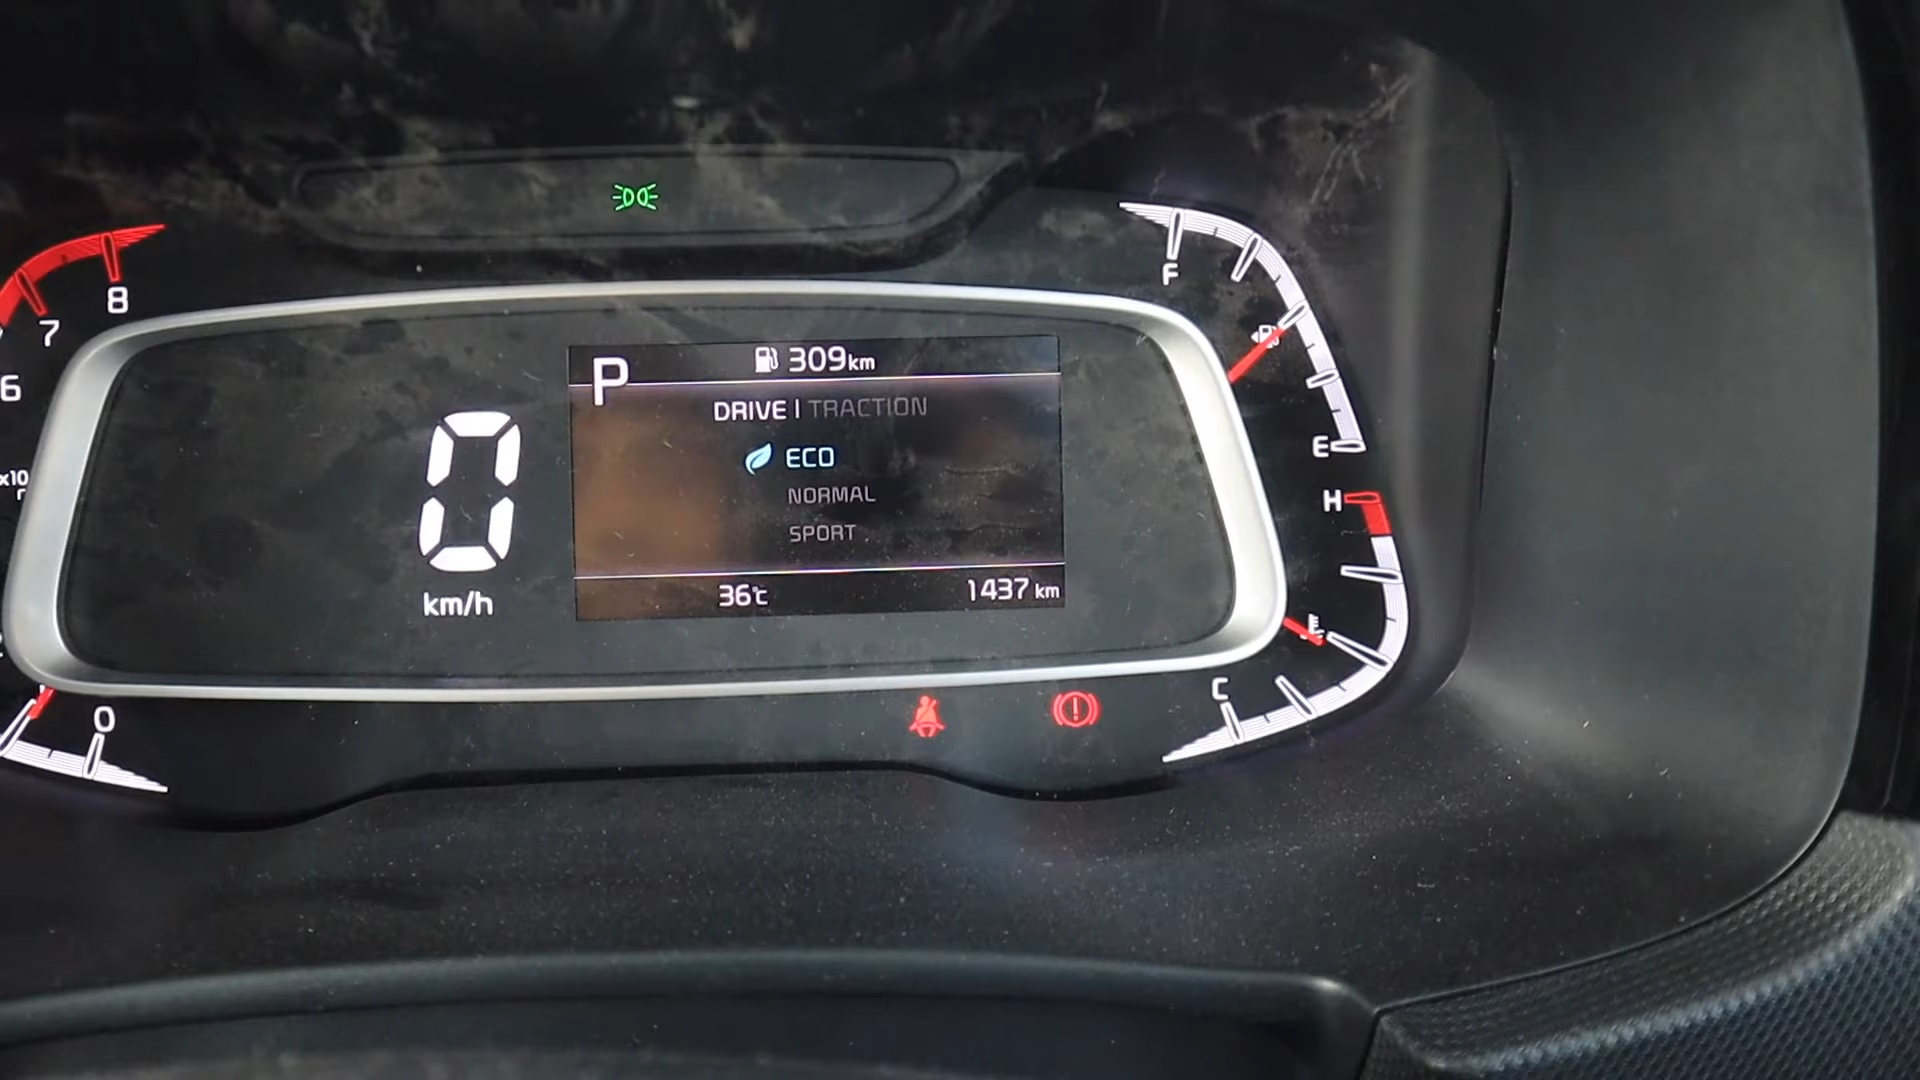 8
7
6
x10
0
F
E
H
C
P
309km
DRIVE | TRACTION
ECO
NORMAL
SPORT
36℃
1437 km
0
km/h